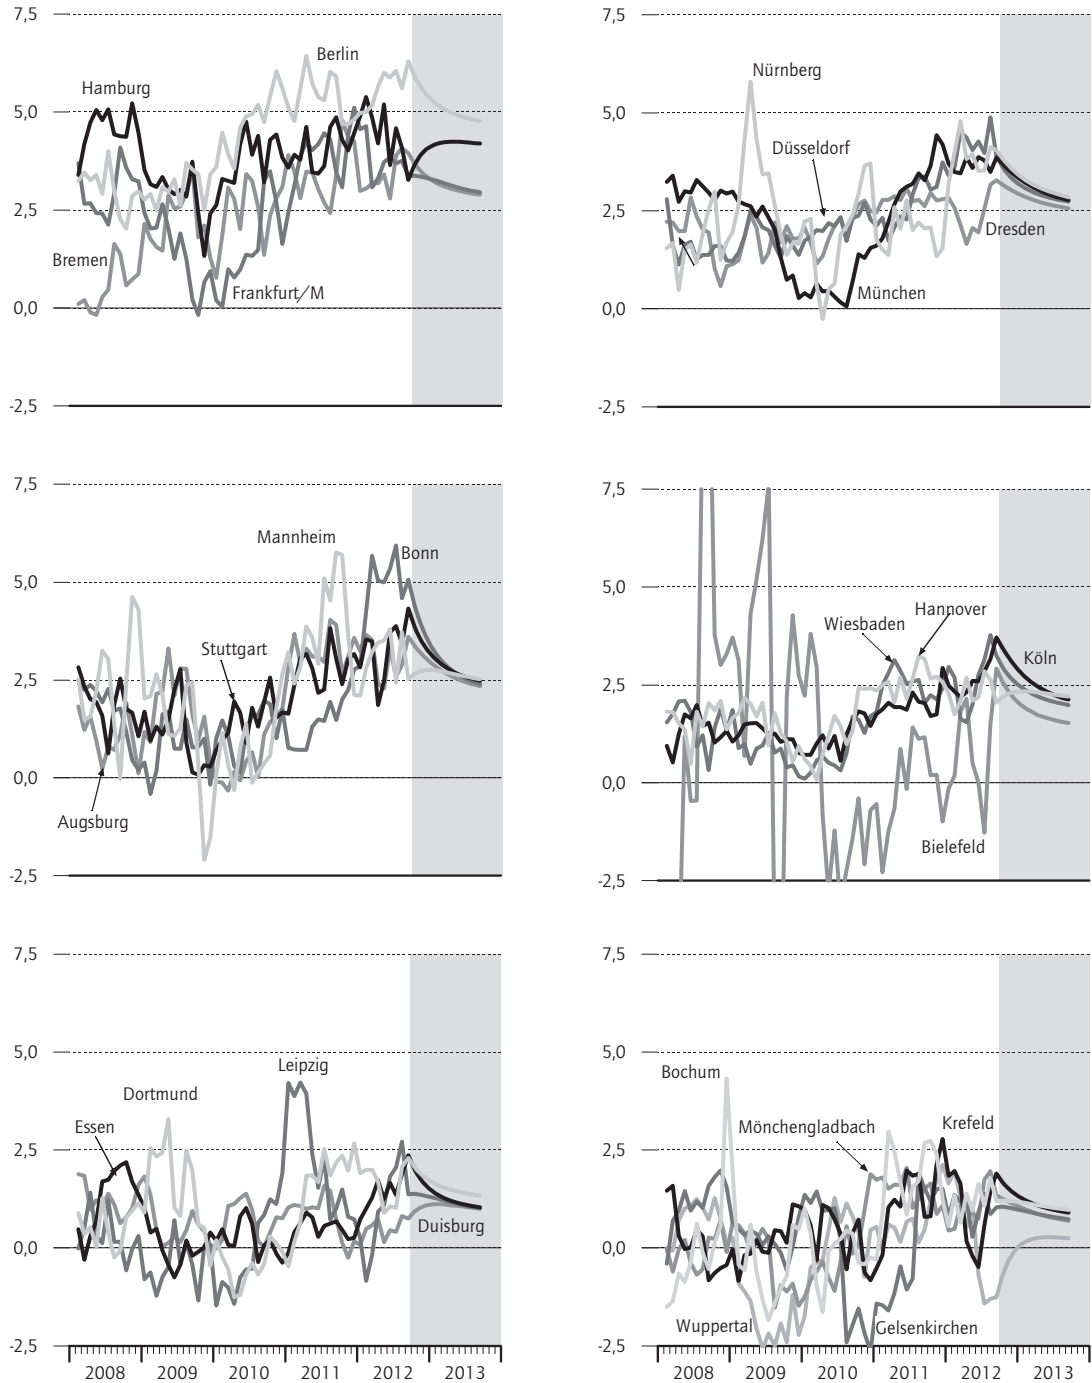 7,5
Berlin
Hamburg
5,0
2,5
Bremen
Frankfurt/M
0,0
-2,5
7,5
Nürnberg
5,0
Düsseldorf
2,5
Dresden
München
0,0
-2,5
7,5
Mannheim
Bonn
5,0
Stuttgart
2,5
0,0
Augsburg
-2,5
7,5
5,0
Hannover
Wiesbaden
Köln
2,5
0,0
Bielefeld
-2,5
7,5
5,0
Leipzig
Dortmund
Essen
2,5
Duisburg
0,0
-2,5
2008 2009 2010 2011 2012 2013
7,5
5,0
Bochum
Mönchengladbach
Krefeld
2,5
0,0
Wuppertal
Gelsenkirchen
-2,5
2008 2009 2010 2011 2012 2013